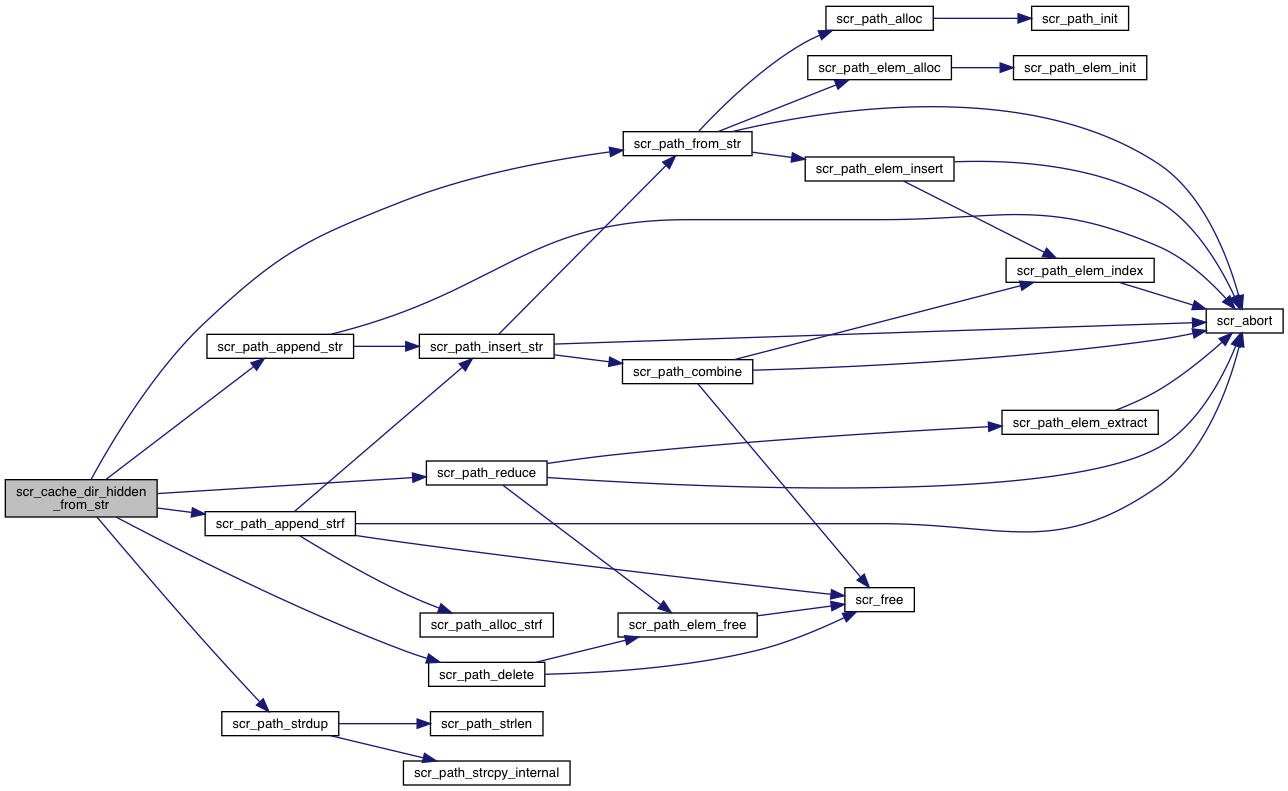 scr_path_alloc
scr_path_init
scr_path_elem_alloc
scr_path_elem_init
scr_path_from_str
scr_path_elem_insert
scr_path_elem_index
scr_abort
scr_path_append_str
scr_path_insert_str
scr_path_combine
scr_path_elem_extract
scr_path_reduce
scr_cache_dir_hidden
_from_str
scr_path_append_strf
scr_free
scr_path_alloc_strf
scr_path_elem_free
scr_path_delete
scr_path_strdup
scr_path_strlen
scr_path_strcpy_internal